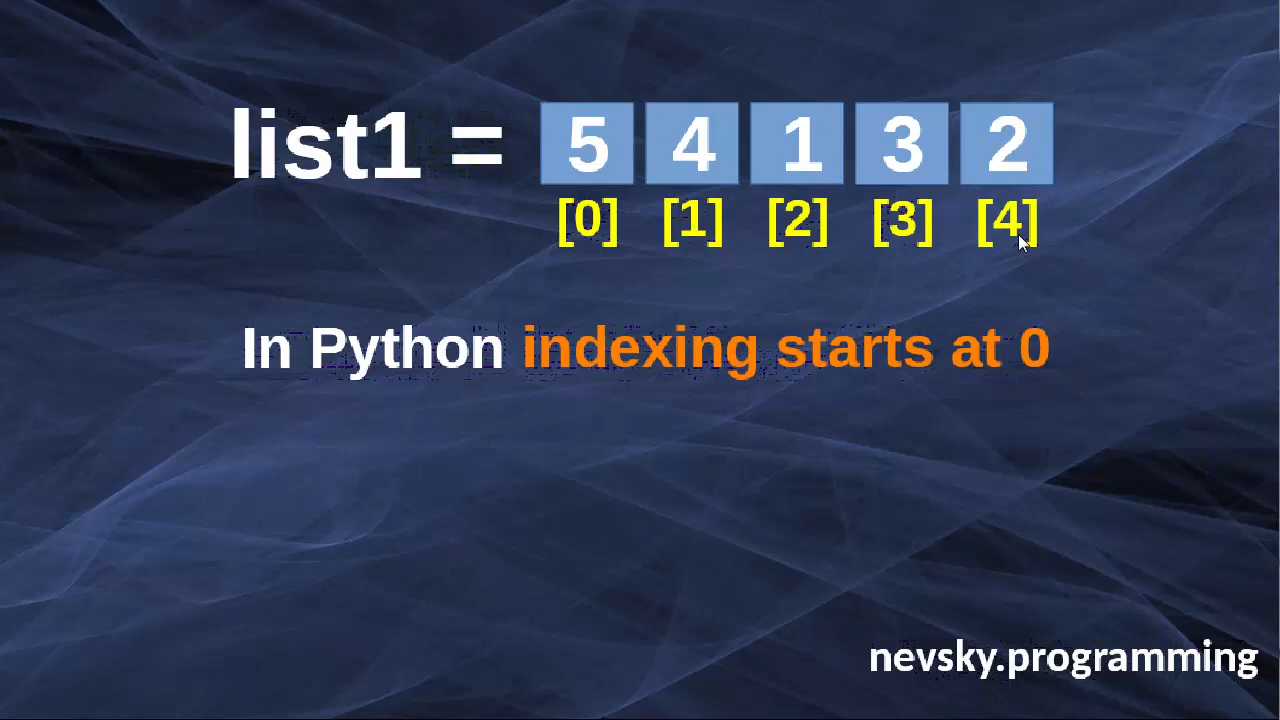 list1 = 5 4 1 3 2
[0] [1] [2] [3] [4]
In Python indexing starts at 0
nevsky.programming